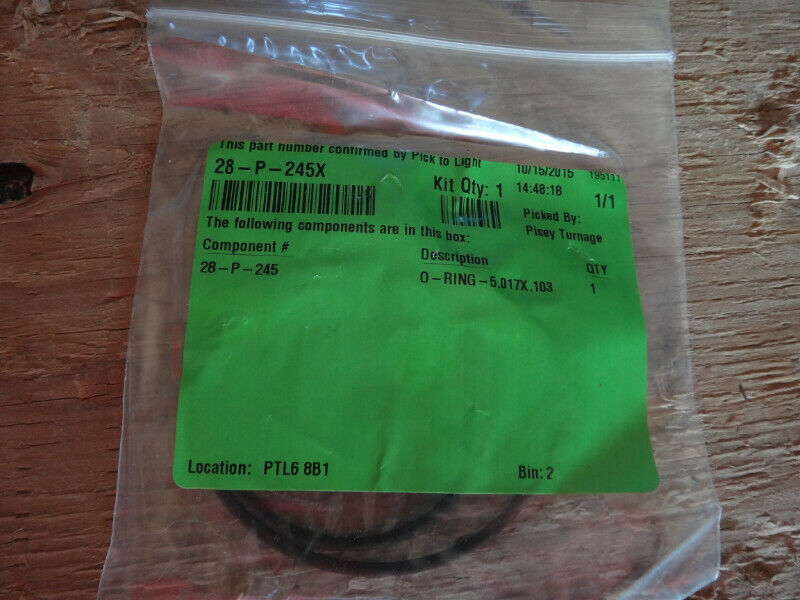 This part number confirmed by Pick to Light
10/15/2015 195111
28-P-245X
Kit Qty: 1
14:48:18
1/1
Picked By:
Pisey Turnage
The following components are in this box:
Component #
Description
QTY
28-P-245
O-RING-5.017X.103
1
Location: PTL6 8B1
Bin: 2